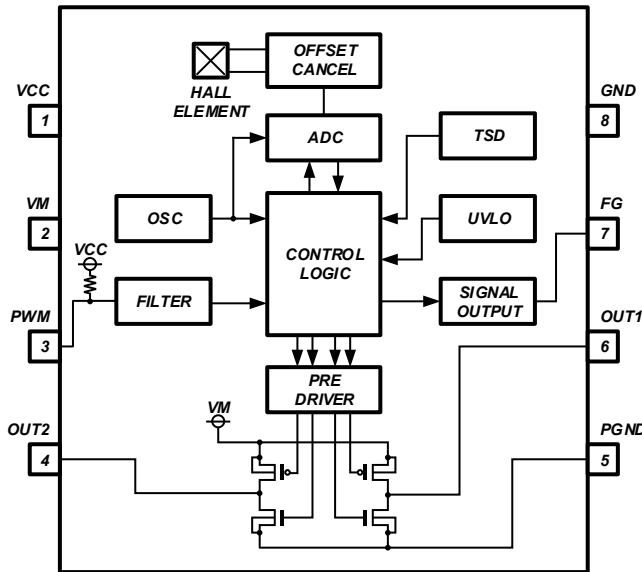 OFFSET
CANCEL
HALL
ELEMENT
VCC
1
GND
8
ADC
TSD
VM
2
OSC
UVLO
FG
7
VCC
CONTROL
LOGIC
FILTER
SIGNAL
OUTPUT
PWM
3
OUT1
6
PRE
DRIVER
VM
OUT2
4
PGND
5